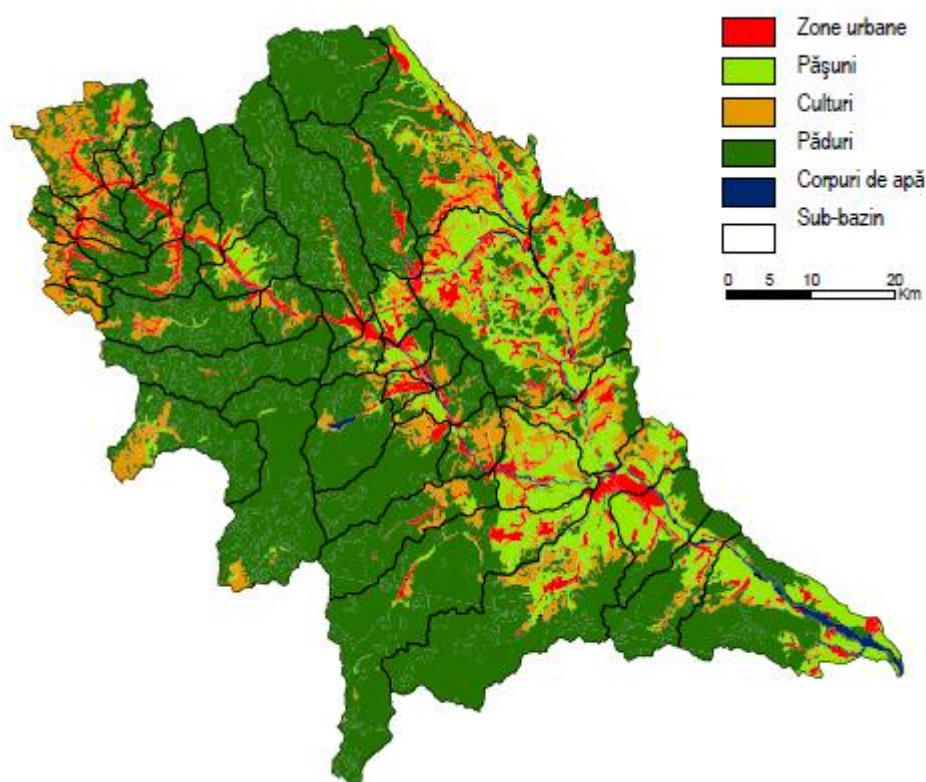 Zone urbane
Păşuni
Culturi
Păduri
Corpuri de apă
Sub-bazin
0 5 10 20
Km